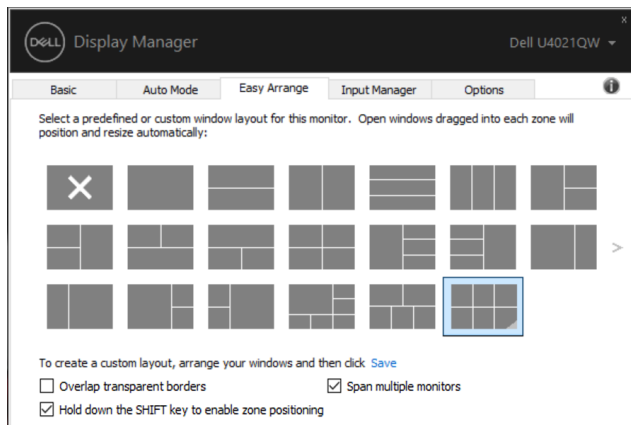 x
DELL Display Manager Dell U4021QW
Basic Auto Mode Easy Arrange Input Manager Options i
Select a predefined or custom window layout for this monitor. Open windows dragged into each zone will
position and resize automatically:
>
To create a custom layout, arrange your windows and then click Save
Overlap transparent borders Span multiple monitors
Hold down the SHIFT key to enable zone positioning